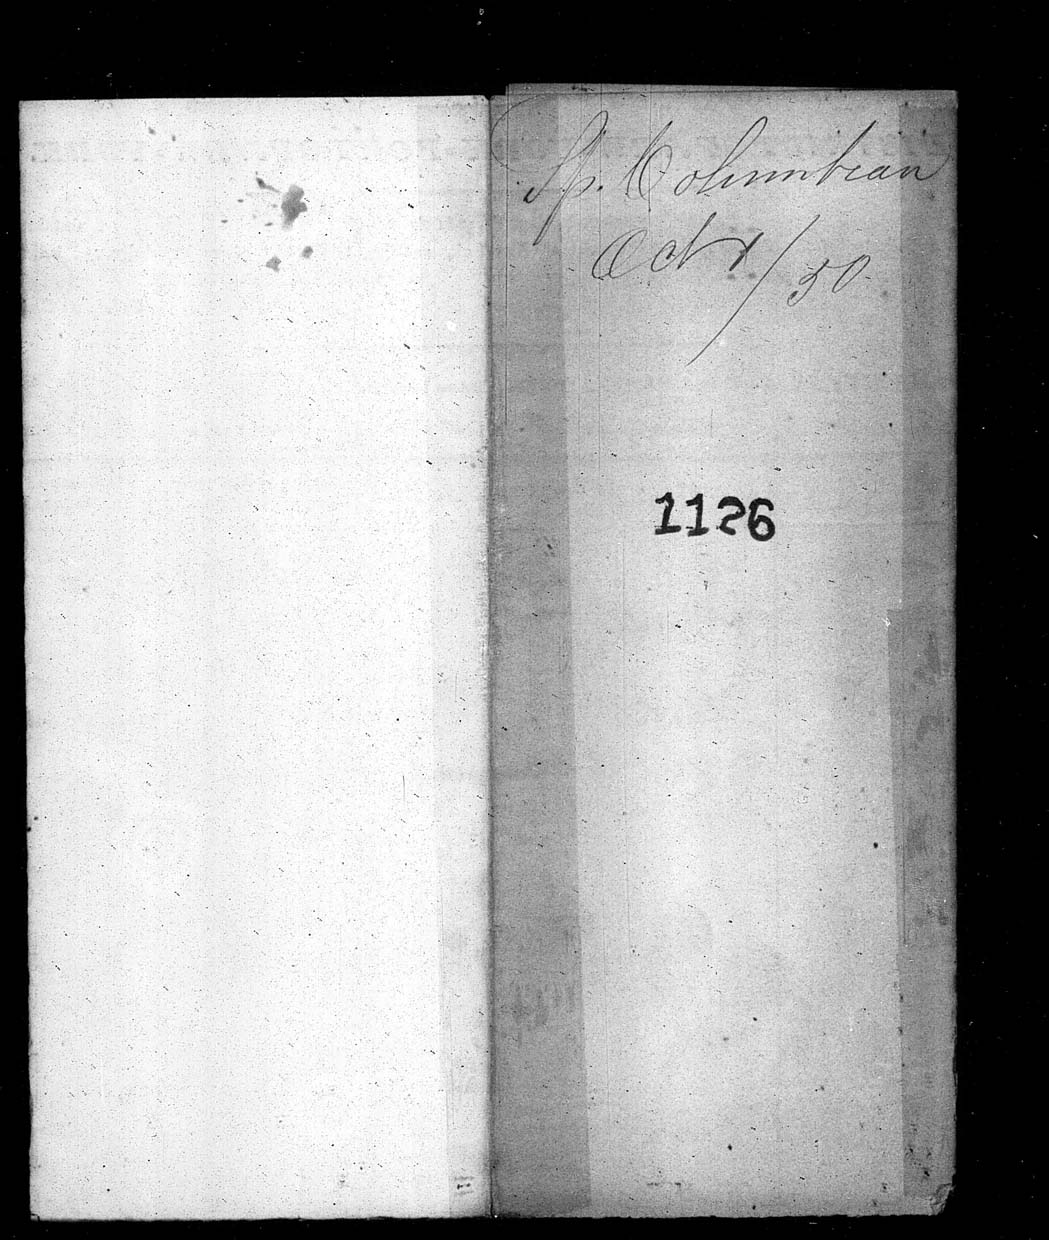 Sp. Columbian
Oct 1/50
1126